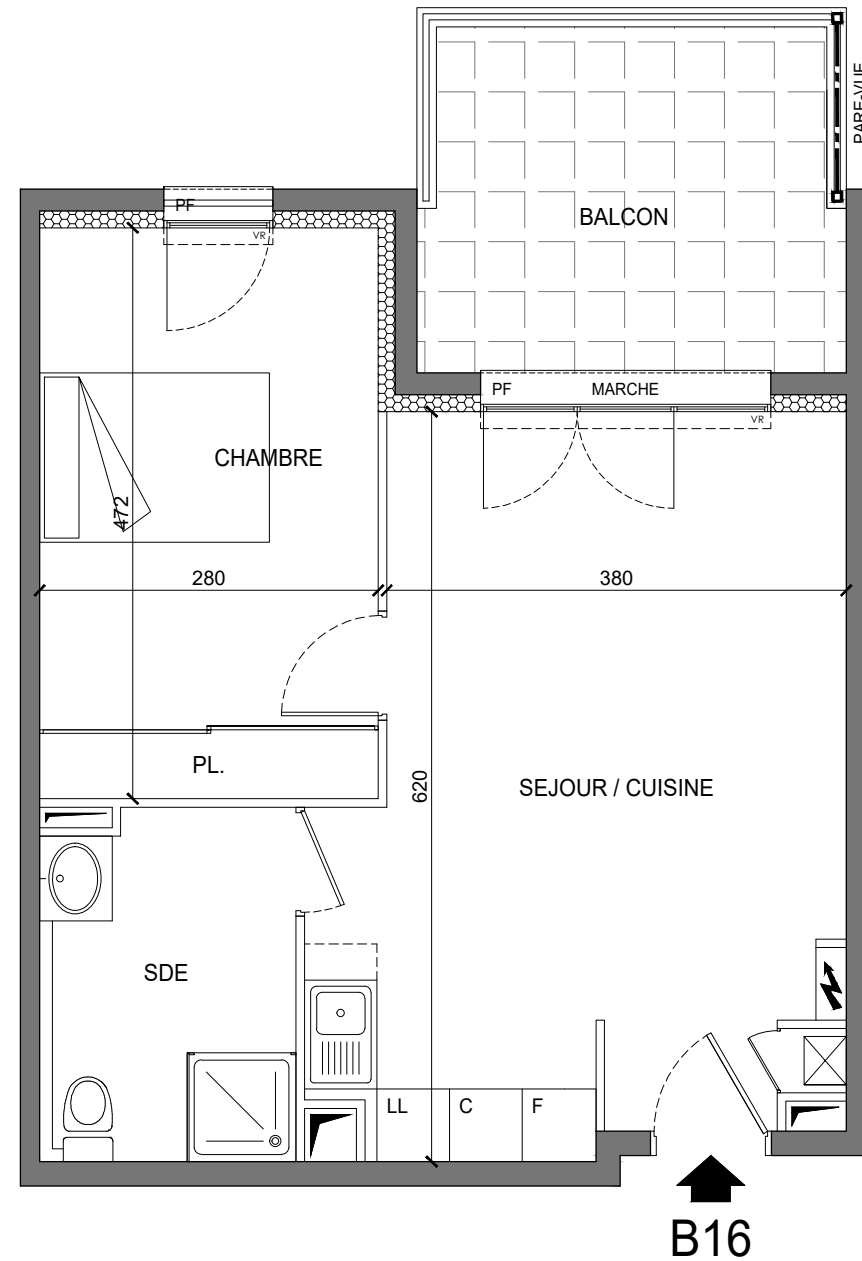 PARE-VUE
PF
VR
BALCON
PF
MARCHE
VR
CHAMBRE
472
280
380
PL.
620
SEJOUR / CUISINE
SDE
LL
C
F
B16